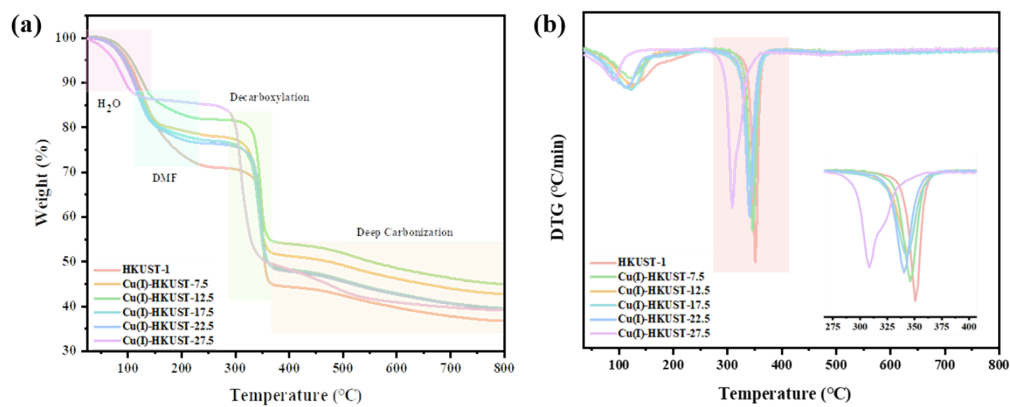 (a)
100
90
80
70
60
50
40
30
Weight (%)
H2O
DMF
Decarboxylation
Deep Carbonization
HKUST-1
Cu(I)-HKUST-7.5
Cu(I)-HKUST-12.5
Cu(I)-HKUST-17.5
Cu(I)-HKUST-22.5
Cu(I)-HKUST-27.5
100 200 300 400 500 600 700 800
Temperature (°C)
(b)
DTG (°C/min)
HKUST-1
Cu(I)-HKUST-7.5
Cu(I)-HKUST-12.5
Cu(I)-HKUST-17.5
Cu(I)-HKUST-22.5
Cu(I)-HKUST-27.5
275 300 325 350 375 400
100 200 300 400 500 600 700 800
Temperature (°C)